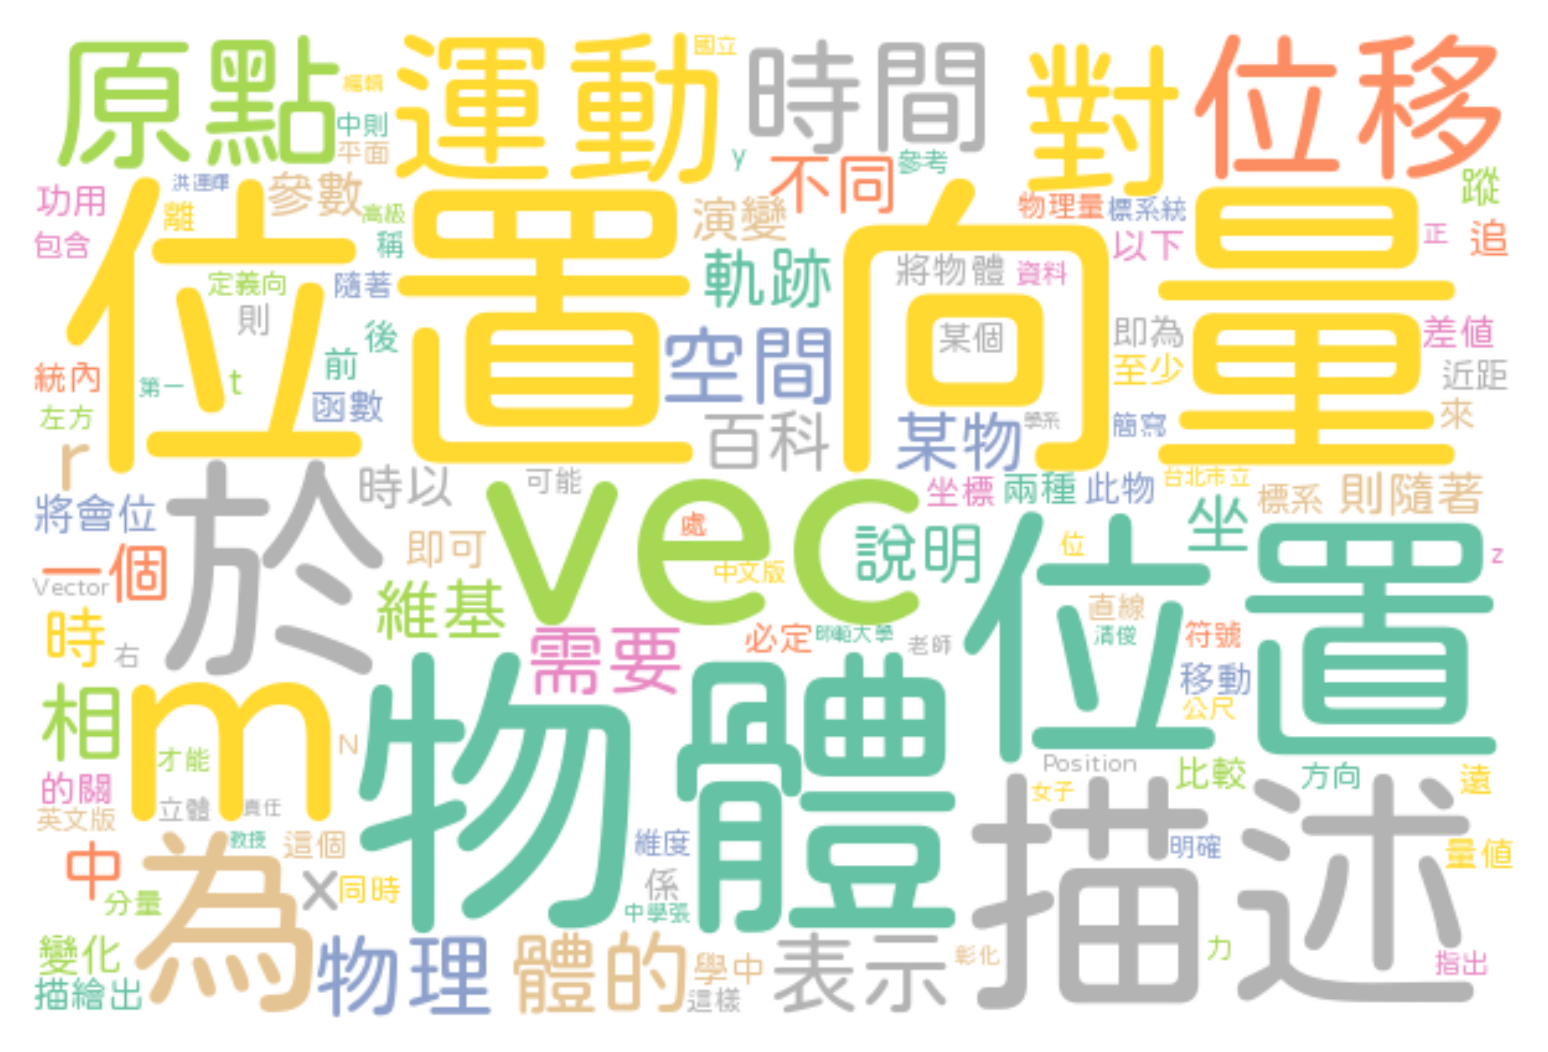 原點
運動
國立
時間
對
位移
編輯
中則
平面
y
不同
參考
功用
洪連輝
參數
離
高級
稱
演變
物理量
標系統
蹤
包含
以下
正
追
位置
向量
定義向
隨著
軌跡
將物體
資料
則
後
空間
某個
即為
差值
統內
第一
t
前
至少
近距
左方
函數
百科
某物
學系
簡寫
來
r
於
時以
可能
vec
坐標
兩種
此物
台北市立
標系
則隨著
將會位
處
說明
位置
位
坐
z
一個
Vector
即可
中文版
維基
直線
時
右
需要
必定
師範大學
老師
清俊
符號
相
m
物體
移動
公尺
N
才能
Position
比較
方向
遠
的關
立體
責任
女子
描述
英文版
為
教授
這個
維度
明確
量值
中
x
同時
係
分量
中學張
變化
物理
體的
學中
表示
彰化
力
指出
描繪出
這樣